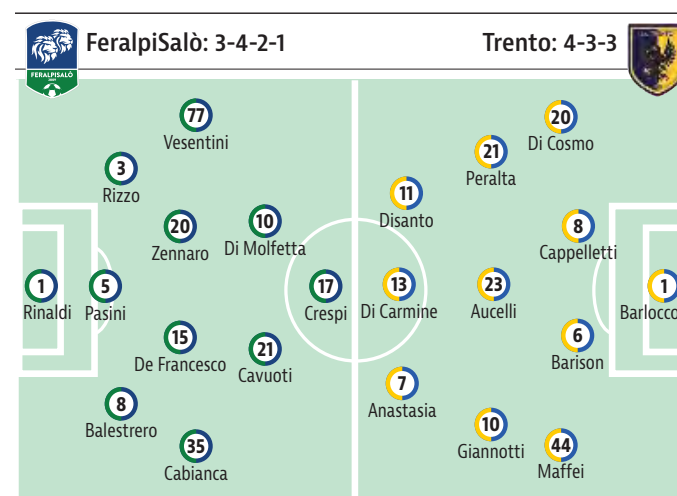 FeralpiSalò: 3-4-2-1
Trento: 4-3-3
FERALPISALÒ
77
Vesentini
3
Rizzo
20
Zennaro
10
Di Molfetta
1
Rinaldi
5
Pasini
17
Crespi
15
De Francesco
21
Cavuoti
8
Balestrero
35
Cabianca
20
Di Cosmo
21
Peralta
11
Disanto
8
Cappelletti
13
Di Carmine
23
Aucelli
1
Barlocco
6
Barison
7
Anastasia
10
Giannotti
44
Maffei